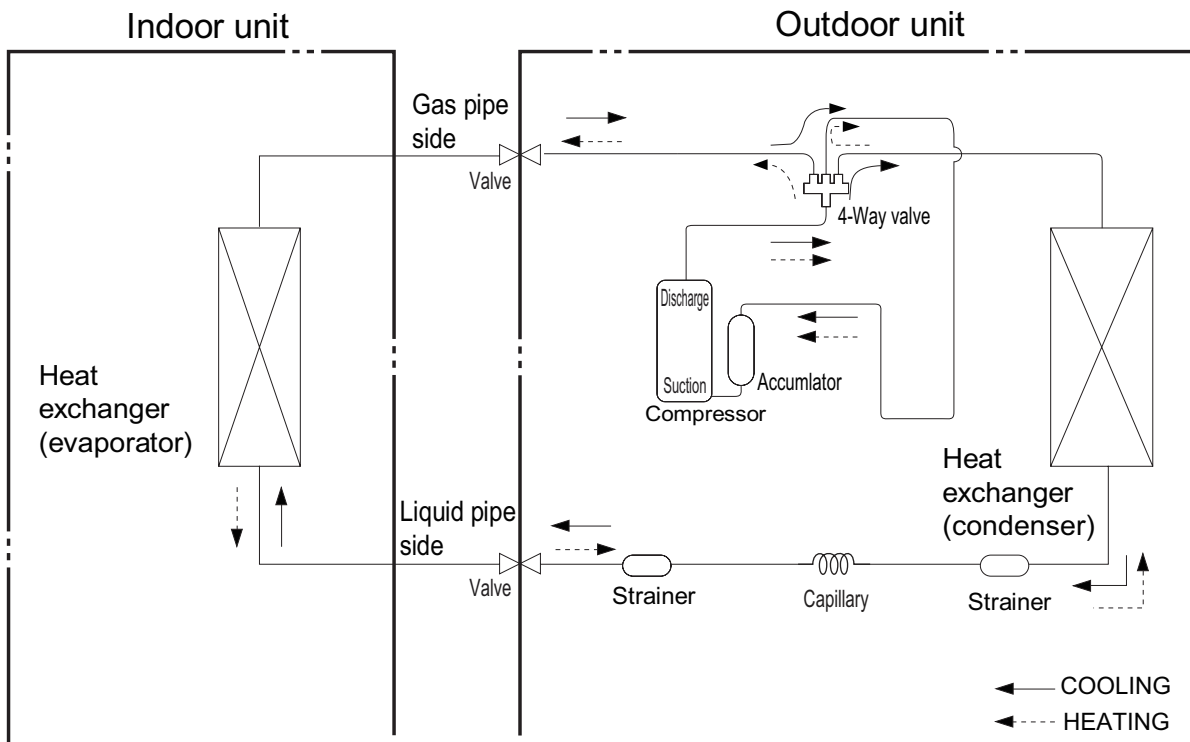 Indoor unit
Outdoor unit
Gas pipe
side
Valve
4-Way valve
Discharge
Suction
Compressor
Accumlator
Heat
exchanger
(evaporator)
Heat
exchanger
(condenser)
Liquid pipe
side
Valve
Strainer
Capillary
Strainer
COOLING
HEATING